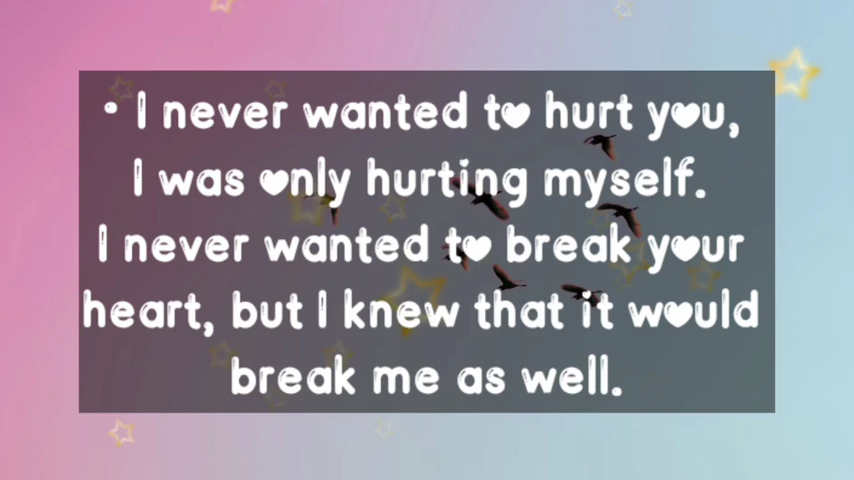 • I never wanted to hurt you,
I was only hurting myself.
I never wanted to break your
heart, but I knew that it would
break me as well.